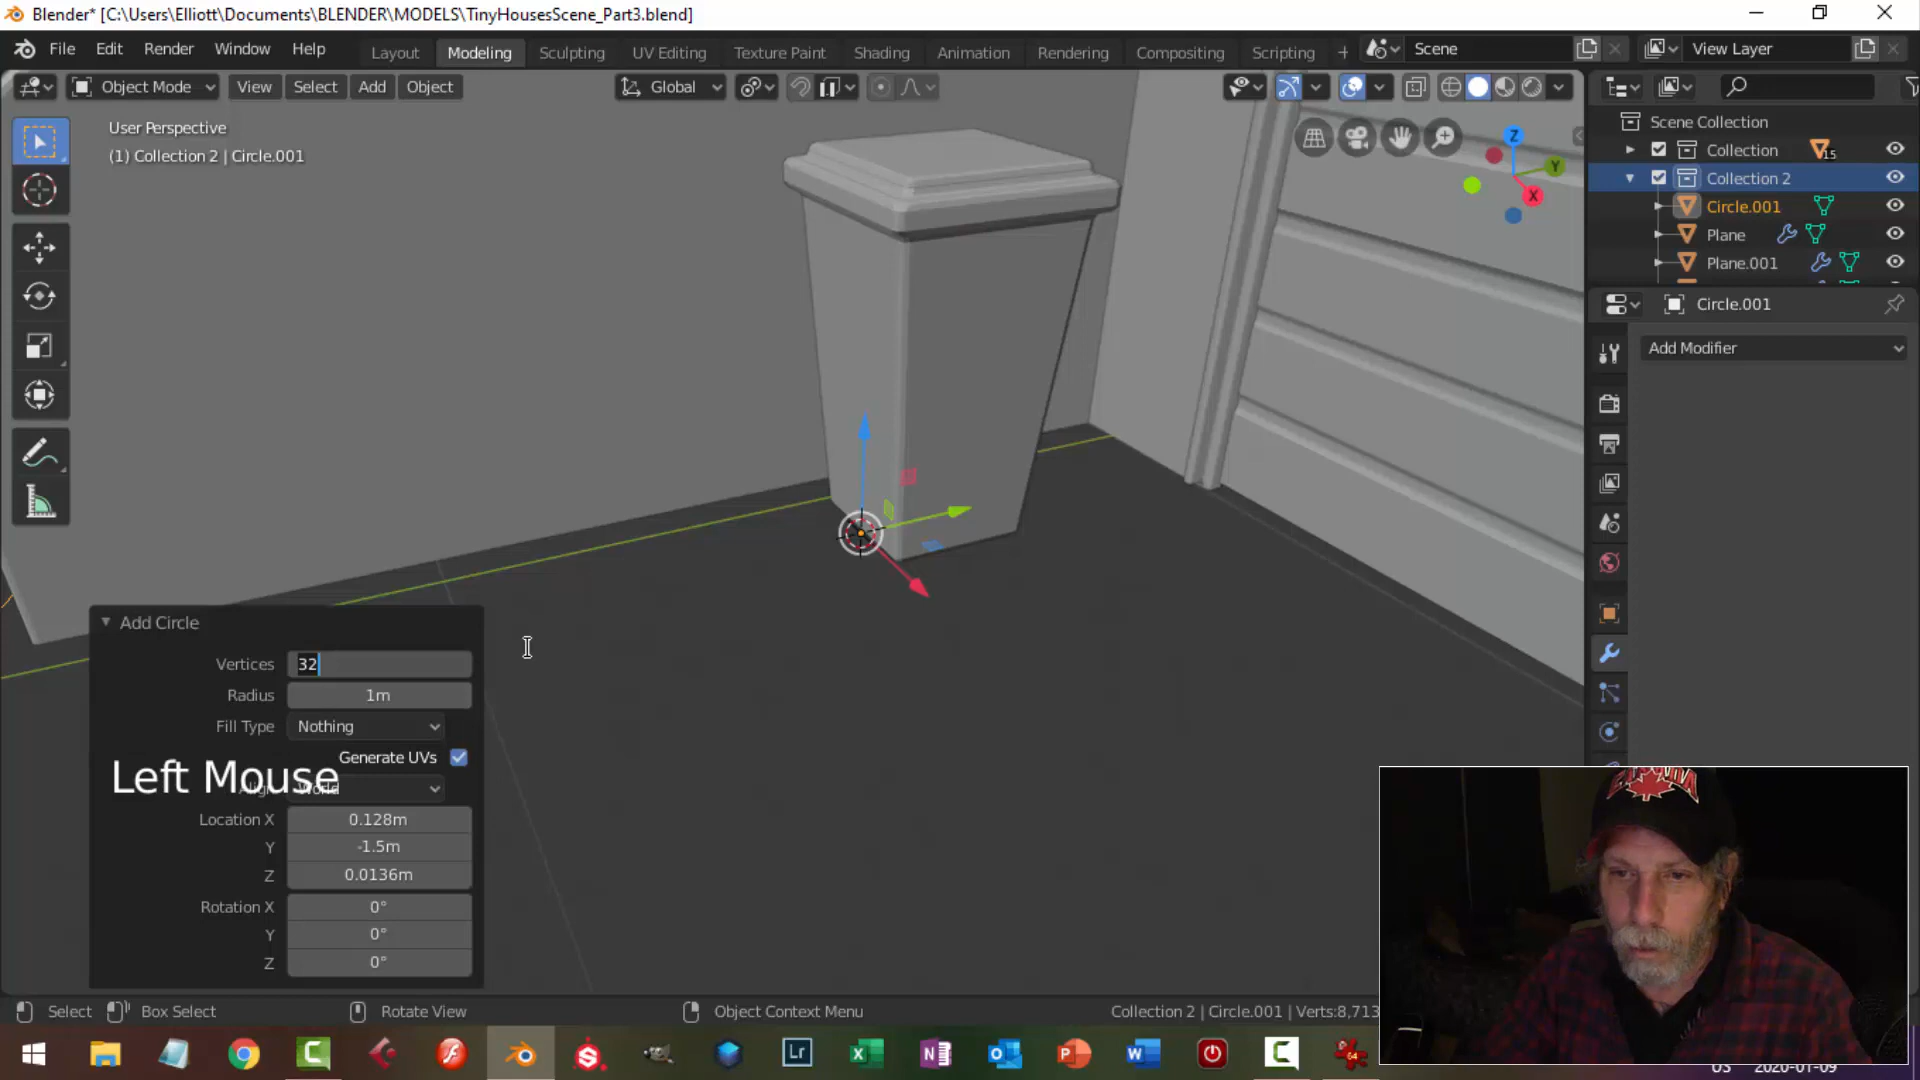 Blender* [C:\Users\Elliott\Documents\BLENDER\MODELS\TinyHousesScene_Part3.blend]
File Edit Render Window Help
Layout Modeling Sculpting UV Editing Texture Paint Shading Animation Rendering Compositing Scripting +
Scene
View Layer
Object Mode View Select Add Object
Global
User Perspective
(1) Collection 2 | Circle.001
Z
Y
X
Scene Collection
Collection 15
Collection 2
Circle.001
Plane
Plane.001
Circle.001
Add Modifier
Add Circle
Vertices 32
Radius 1m
Fill Type Nothing
Generate UVs
Left Mouse
Align World
Location X 0.128m
Y -1.5m
Z 0.0136m
Rotation X 0°
Y 0°
Z 0°
Select Box Select Rotate View Object Context Menu
Collection 2 | Circle.001 | Verts:8,713
Lr
US 2020-01-09